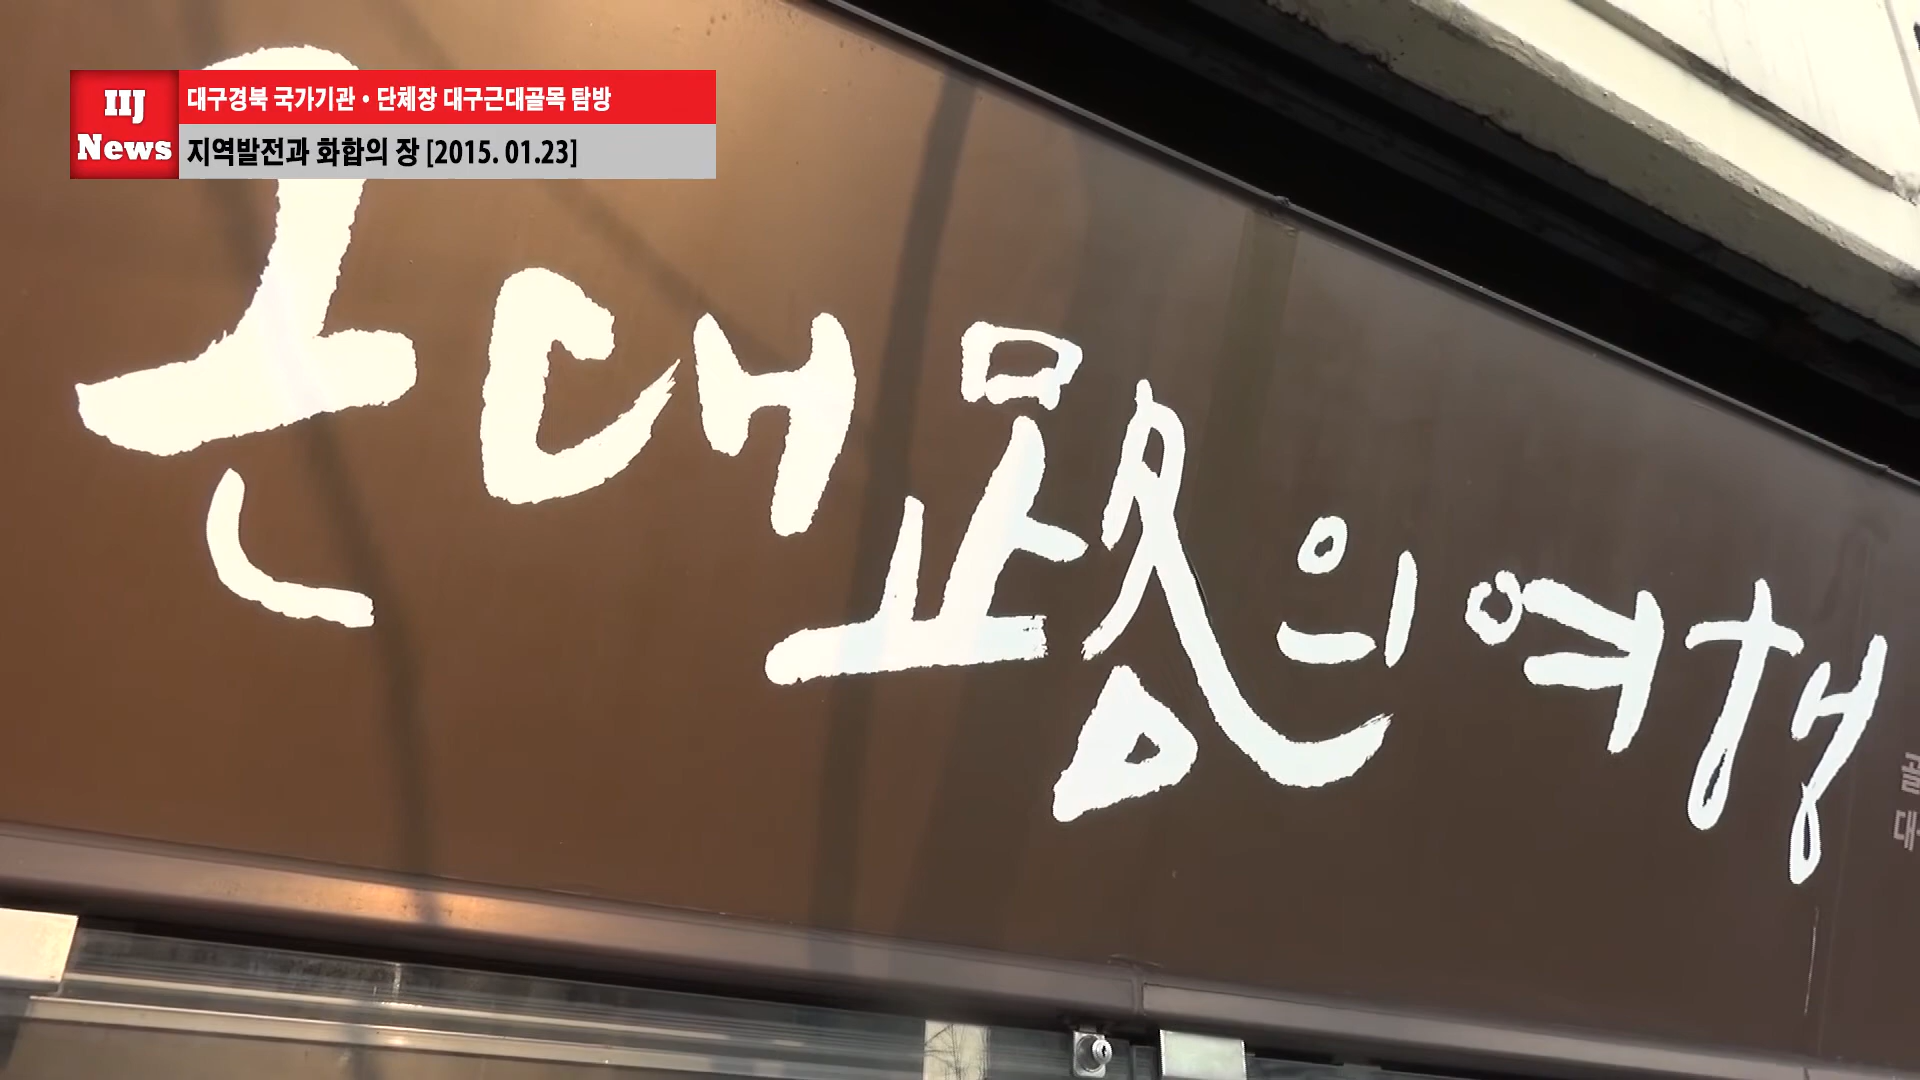 IIJ
News
대구경북 국가기관・단체장 대구근대골목 탐방
지역발전과 화합의 장 [2015. 01.23]
근대路의여행